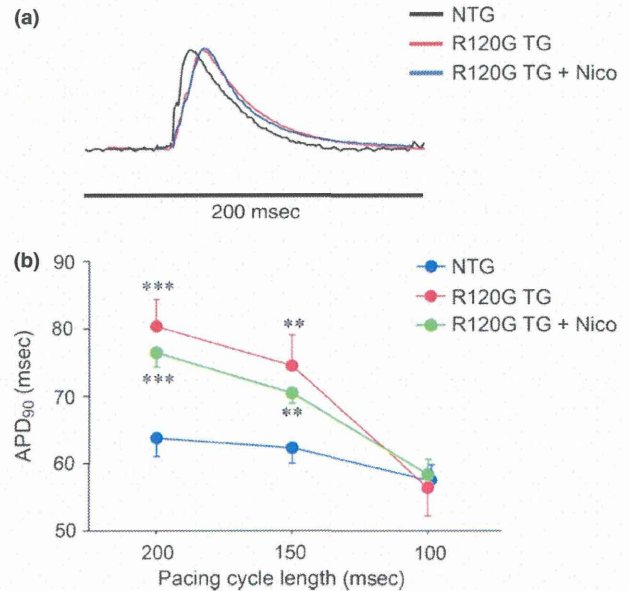 (a)
NTG
R120G TG
R120G TG + Nico
200 msec
(b)
NTG
R120G TG
R120G TG + Nico
APD90 (msec)
90
80
70
60
50
***
***
**
**
200 150 100
Pacing cycle length (msec)